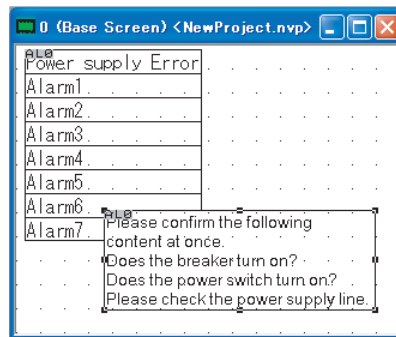 0 (Base Screen) <NewProject.nvp>
AL0
Power supply Error
Alarm1
Alarm2
Alarm3
Alarm4
Alarm5
Alarm6
Alarm7
AL0
Please confirm the following
content at once.
Does the breaker turn on?
Does the power switch turn on?
Please check the power supply line.